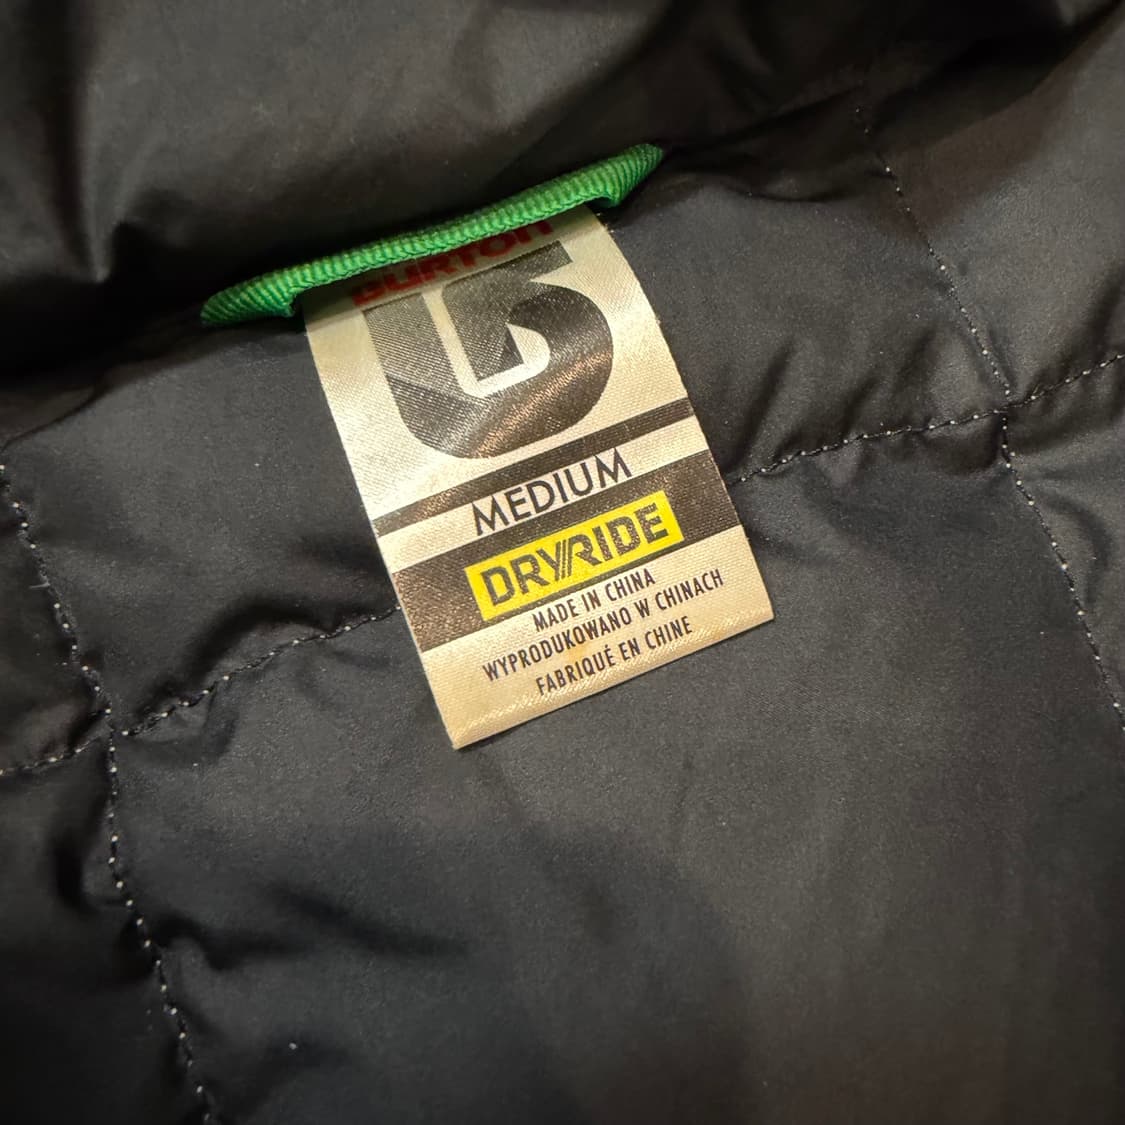 BURTON
MEDIUM
DRYRIDE
MADE IN CHINA
WYPRODUKOWANO W CHINACH
FABRIQUÉ EN CHINE